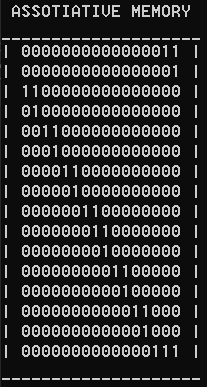 ASSOTIATIVE MEMORY
--------------------
| 0000000000000011 |
| 0000000000000001 |
| 1100000000000000 |
| 0100000000000000 |
| 0011000000000000 |
| 0001000000000000 |
| 0000110000000000 |
| 0000010000000000 |
| 0000001100000000 |
| 0000000110000000 |
| 0000000010000000 |
| 0000000001100000 |
| 0000000000100000 |
| 0000000000011000 |
| 0000000000001000 |
| 0000000000000111 |
--------------------